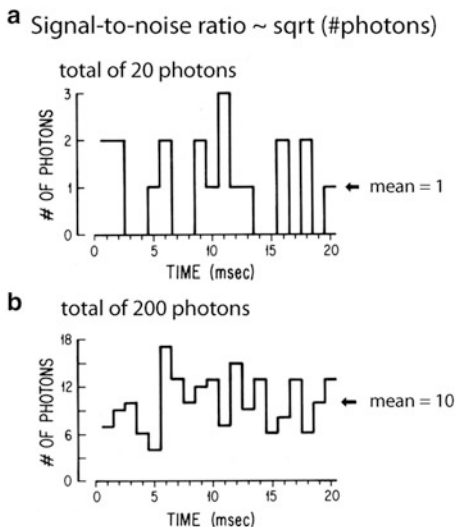 a Signal-to-noise ratio ~ sqrt (#photons)
total of 20 photons
# OF PHOTONS
3
2
1
0
← mean = 1
0 5 10 15 20
TIME (msec)
b total of 200 photons
# OF PHOTONS
18
12
6
0
← mean = 10
0 5 10 15 20
TIME (msec)